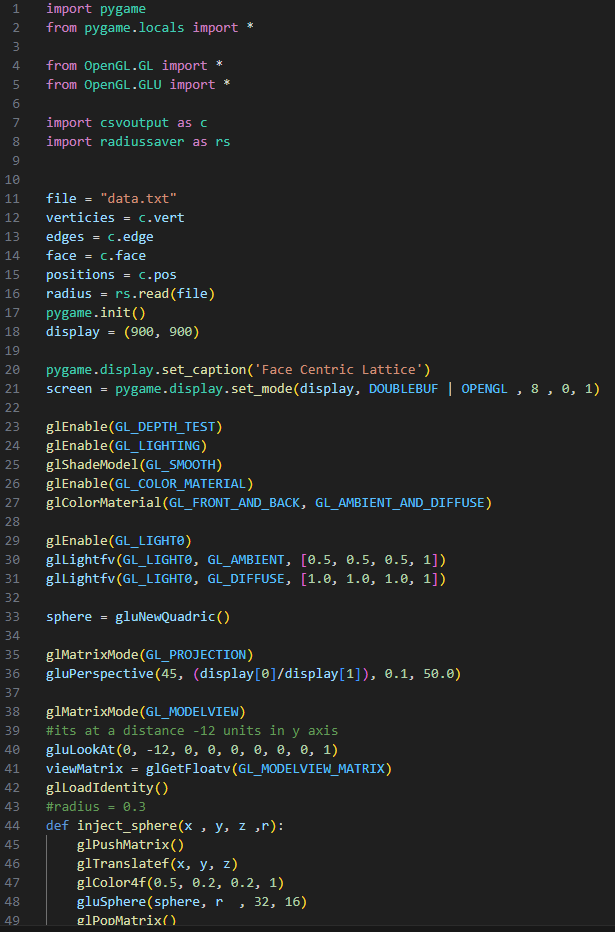 1 import pygame
2 from pygame.locals import *
3
4 from OpenGL.GL import *
5 from OpenGL.GLU import *
6
7 import csvoutput as c
8 import radiussaver as rs
9
10
11 file = "data.txt"
12 verticies = c.vert
13 edges = c.edge
14 face = c.face
15 positions = c.pos
16 radius = rs.read(file)
17 pygame.init()
18 display = (900, 900)
19
20 pygame.display.set_caption('Face Centric Lattice')
21 screen = pygame.display.set_mode(display, DOUBLEBUF | OPENGL , 8 , 0, 1)
22
23 glEnable(GL_DEPTH_TEST)
24 glEnable(GL_LIGHTING)
25 glShadeModel(GL_SMOOTH)
26 glEnable(GL_COLOR_MATERIAL)
27 glColorMaterial(GL_FRONT_AND_BACK, GL_AMBIENT_AND_DIFFUSE)
28
29 glEnable(GL_LIGHT0)
30 glLightfv(GL_LIGHT0, GL_AMBIENT, [0.5, 0.5, 0.5, 1])
31 glLightfv(GL_LIGHT0, GL_DIFFUSE, [1.0, 1.0, 1.0, 1])
32
33 sphere = gluNewQuadric()
34
35 glMatrixMode(GL_PROJECTION)
36 gluPerspective(45, (display[0]/display[1]), 0.1, 50.0)
37
38 glMatrixMode(GL_MODELVIEW)
39 #its at a distance -12 units in y axis
40 gluLookAt(0, -12, 0, 0, 0, 0, 0, 0, 1)
41 viewMatrix = glGetFloatv(GL_MODELVIEW_MATRIX)
42 glLoadIdentity()
43 #radius = 0.3
44 def inject_sphere(x , y, z ,r):
45     glPushMatrix()
46     glTranslatef(x, y, z)
47     glColor4f(0.5, 0.2, 0.2, 1)
48     gluSphere(sphere, r  , 32, 16)
49     glPopMatrix()